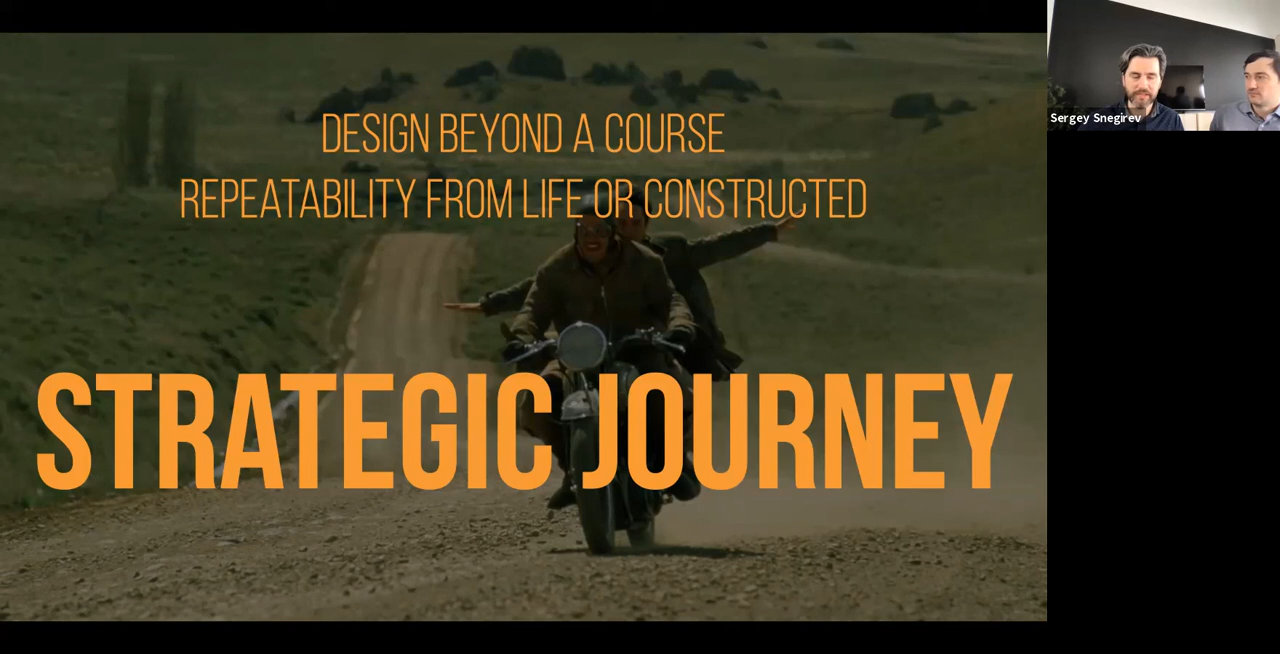 DESIGN BEYOND A COURSE
REPEATABILITY FROM LIFE OR CONSTRUCTED
STRATEGIC JOURNEY
Sergey Snegirev